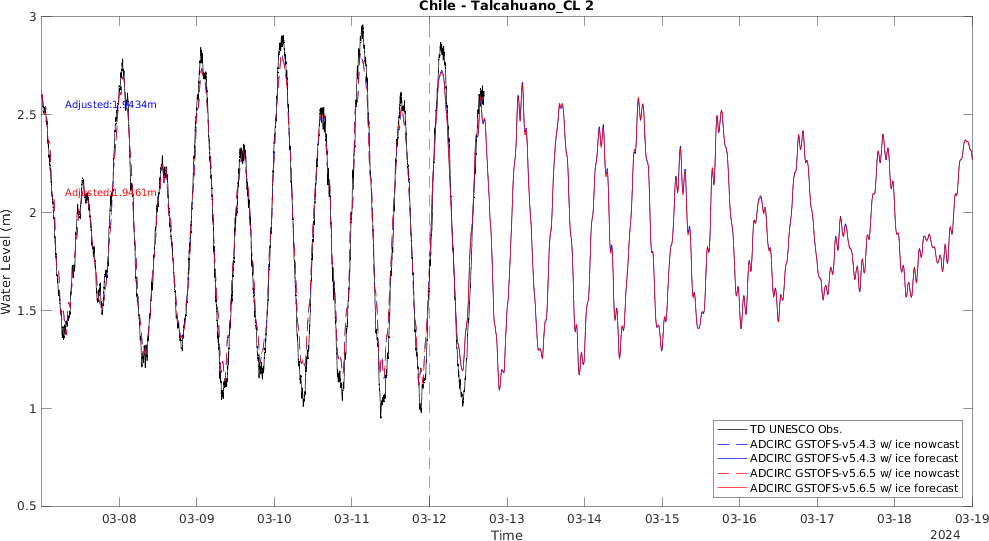 Chile - Talcahuano_CL 2
3
2.5
2
1.5
1
0.5
Water Level (m)
Adjusted:1.9434m
Adjusted:1.9461m
TD UNESCO Obs.
ADCIRC GSTOFS-v5.4.3 w/ ice nowcast
ADCIRC GSTOFS-v5.4.3 w/ ice forecast
ADCIRC GSTOFS-v5.6.5 w/ ice nowcast
ADCIRC GSTOFS-v5.6.5 w/ ice forecast
03-08 03-09 03-10 03-11 03-12 03-13 03-14 03-15 03-16 03-17 03-18 03-19
Time
2024